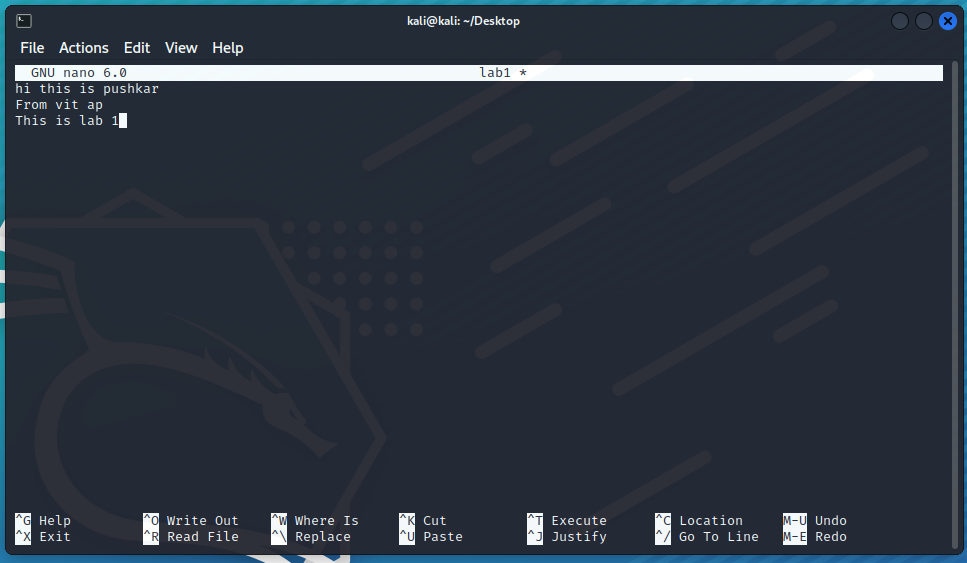 kali@kali: ~/Desktop
File Actions Edit View Help
GNU nano 6.0 lab1 *
hi this is pushkar
From vit ap
This is lab 1
^G Help ^O Write Out ^W Where Is ^K Cut ^T Execute ^C Location M-U Undo
^X Exit ^R Read File ^\ Replace ^U Paste ^J Justify ^/ Go To Line M-E Redo